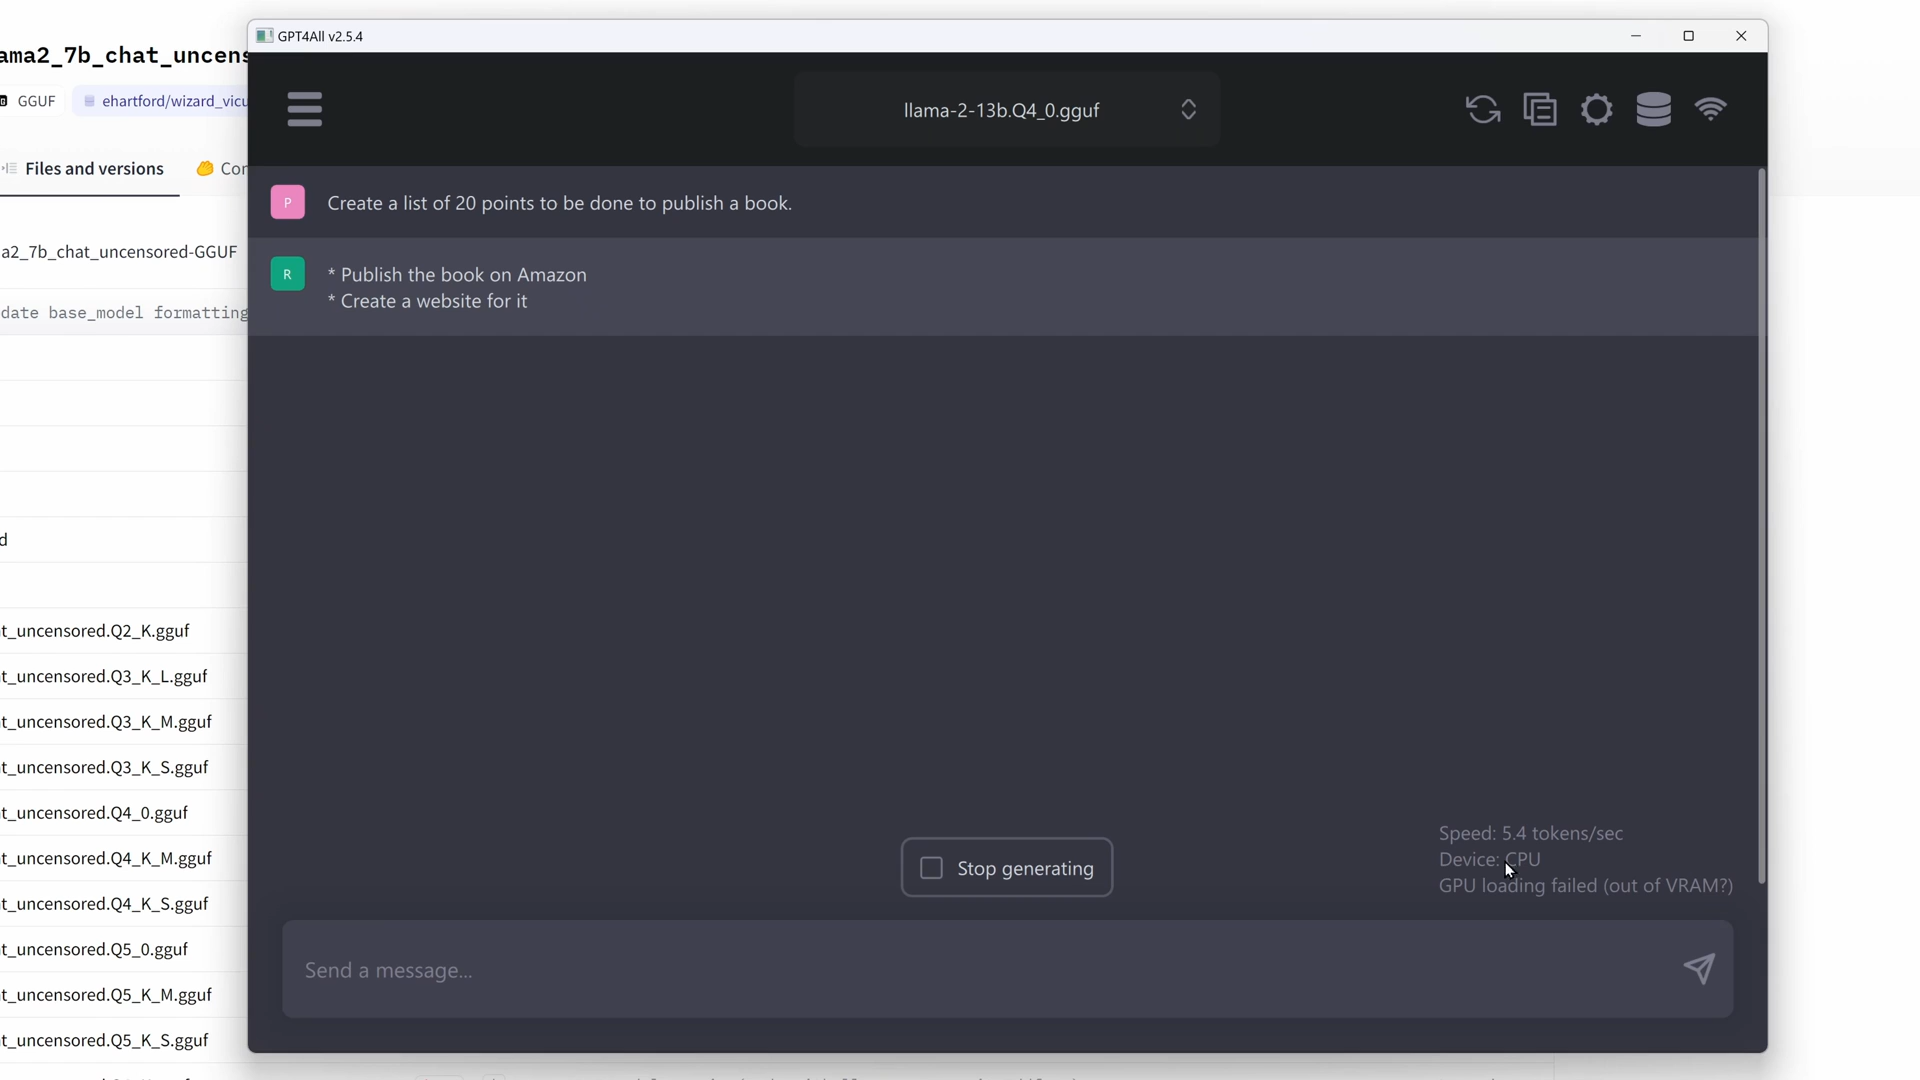 GPT4All v2.5.4
ama2_7b_chat_uncens
GGUF
ehartford/wizard_vicu
llama-2-13b.Q4_0.gguf
Files and versions
Con
P
Create a list of 20 points to be done to publish a book.
a2_7b_chat_uncensored-GGUF
R
* Publish the book on Amazon
* Create a website for it
date base_model formatting
d
t_uncensored.Q2_K.gguf
t_uncensored.Q3_K_L.gguf
t_uncensored.Q3_K_M.gguf
t_uncensored.Q3_K_S.gguf
t_uncensored.Q4_0.gguf
t_uncensored.Q4_K_M.gguf
t_uncensored.Q4_K_S.gguf
t_uncensored.Q5_0.gguf
t_uncensored.Q5_K_M.gguf
t_uncensored.Q5_K_S.gguf
Stop generating
Speed: 5.4 tokens/sec
Device: CPU
GPU loading failed (out of VRAM?)
Send a message...